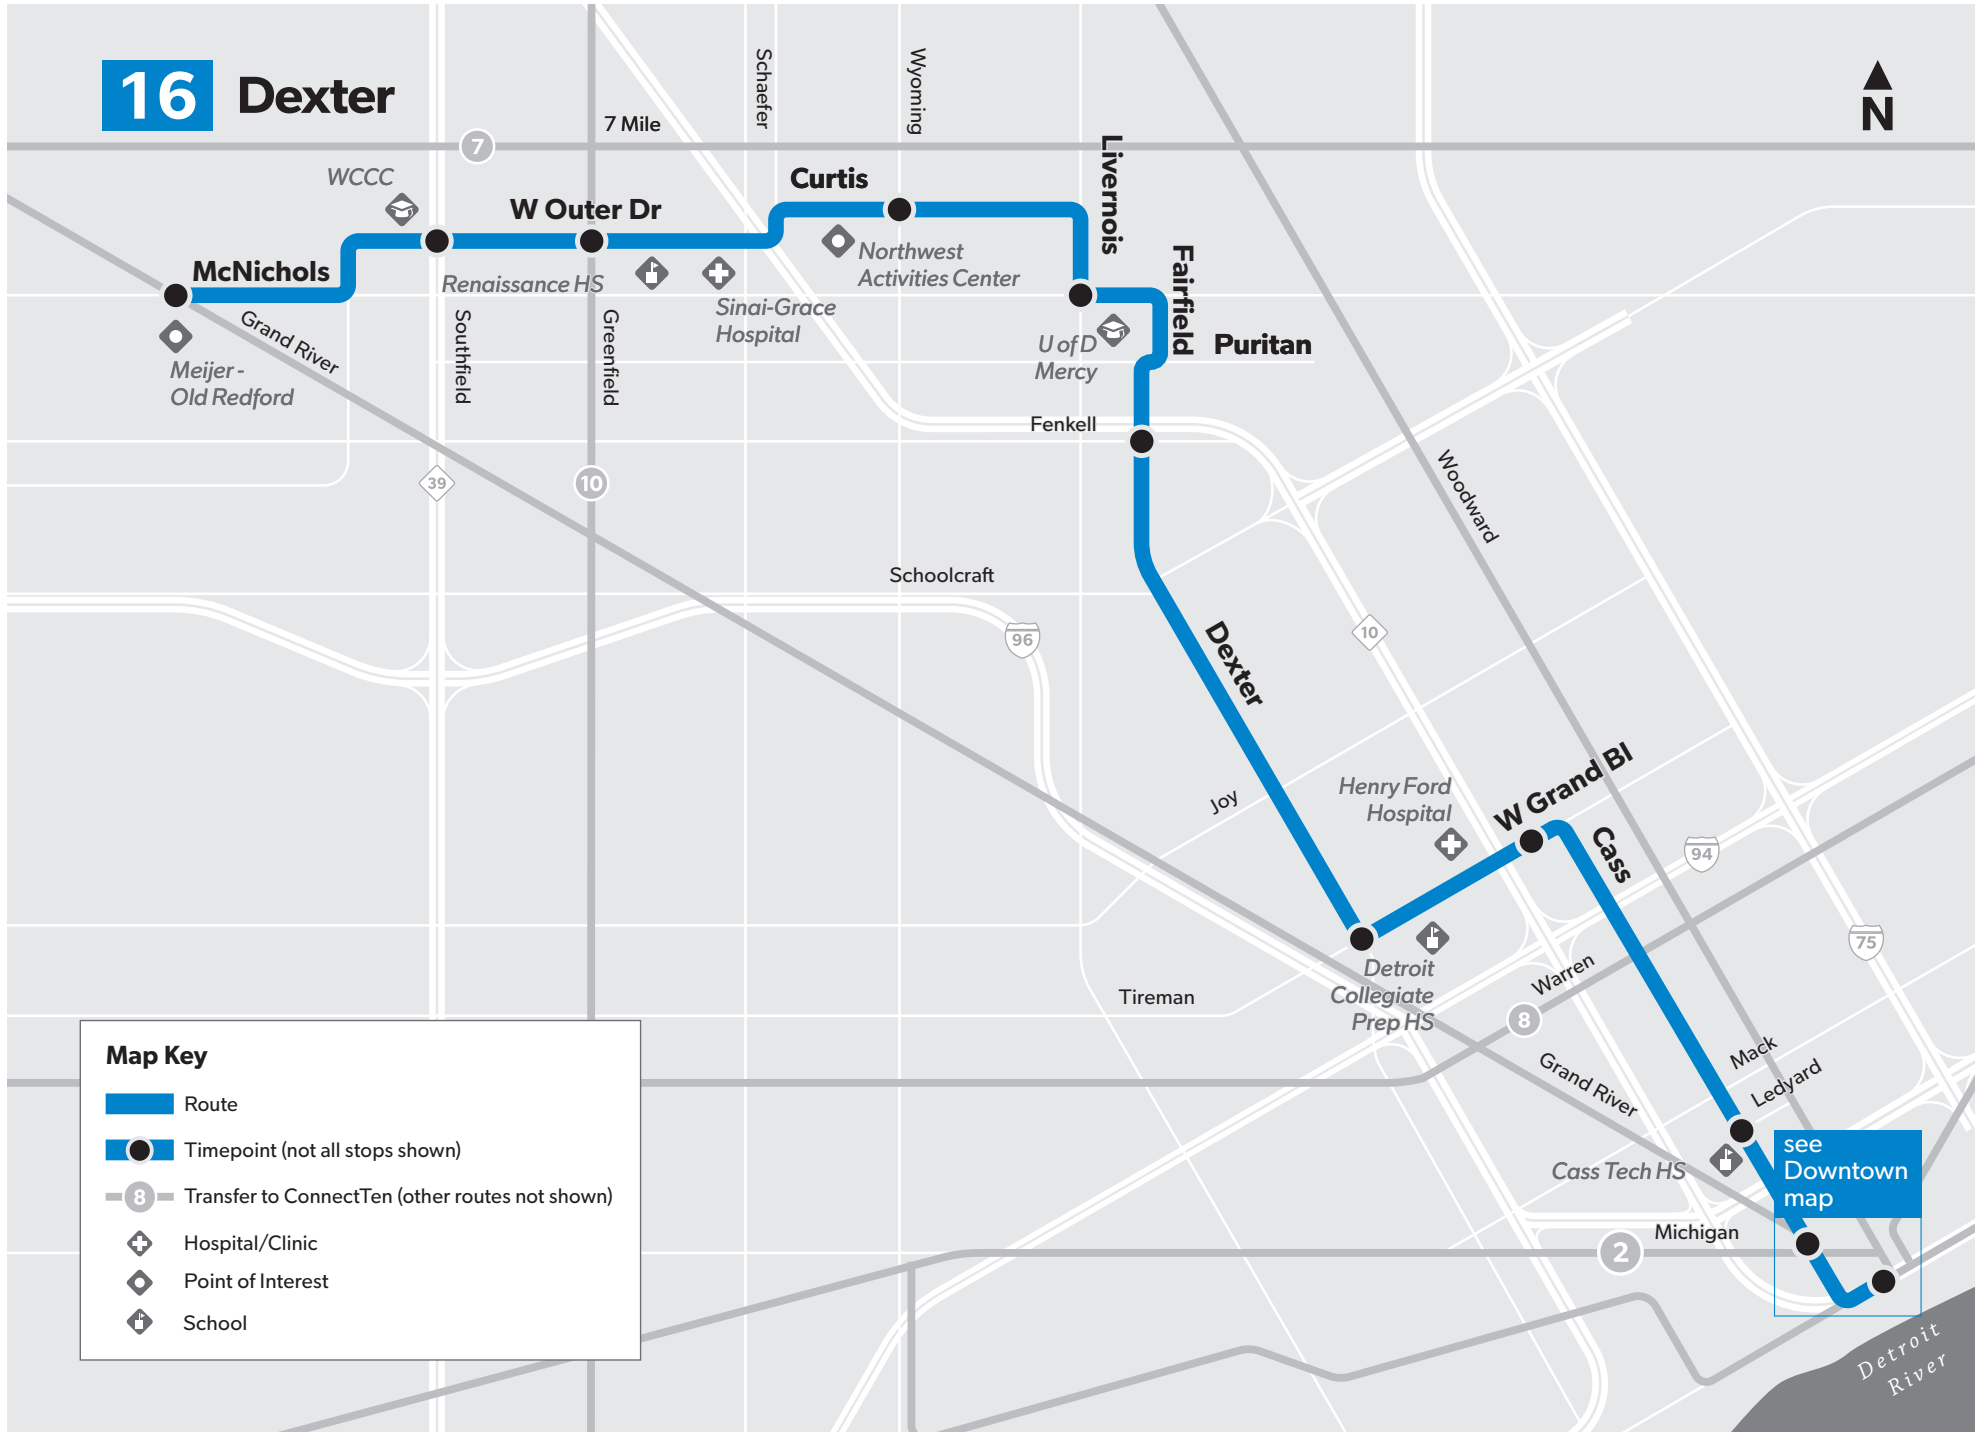 16 Dexter
Schaefer
Wyoming
N
7 Mile
7
Livernois
WCCC
Curtis
W Outer Dr
McNichols
Fairfield
Northwest
Activities Center
Renaissance HS
Sinai-Grace
Hospital
Grand River
Southfield
Greenfield
U of D
Mercy
Puritan
Meijer -
Old Redford
Fenkell
39
10
Woodward
Schoolcraft
96
10
Dexter
Joy
Henry Ford
Hospital
W Grand Bl
Cass
94
75
Detroit
Collegiate
Prep HS
Warren
Tireman
8
Grand River
Mack
Ledyard
Cass Tech HS
see
Downtown
map
Michigan
2
Detroit
River
Map Key
Route
Timepoint (not all stops shown)
8 Transfer to ConnectTen (other routes not shown)
Hospital/Clinic
Point of Interest
School